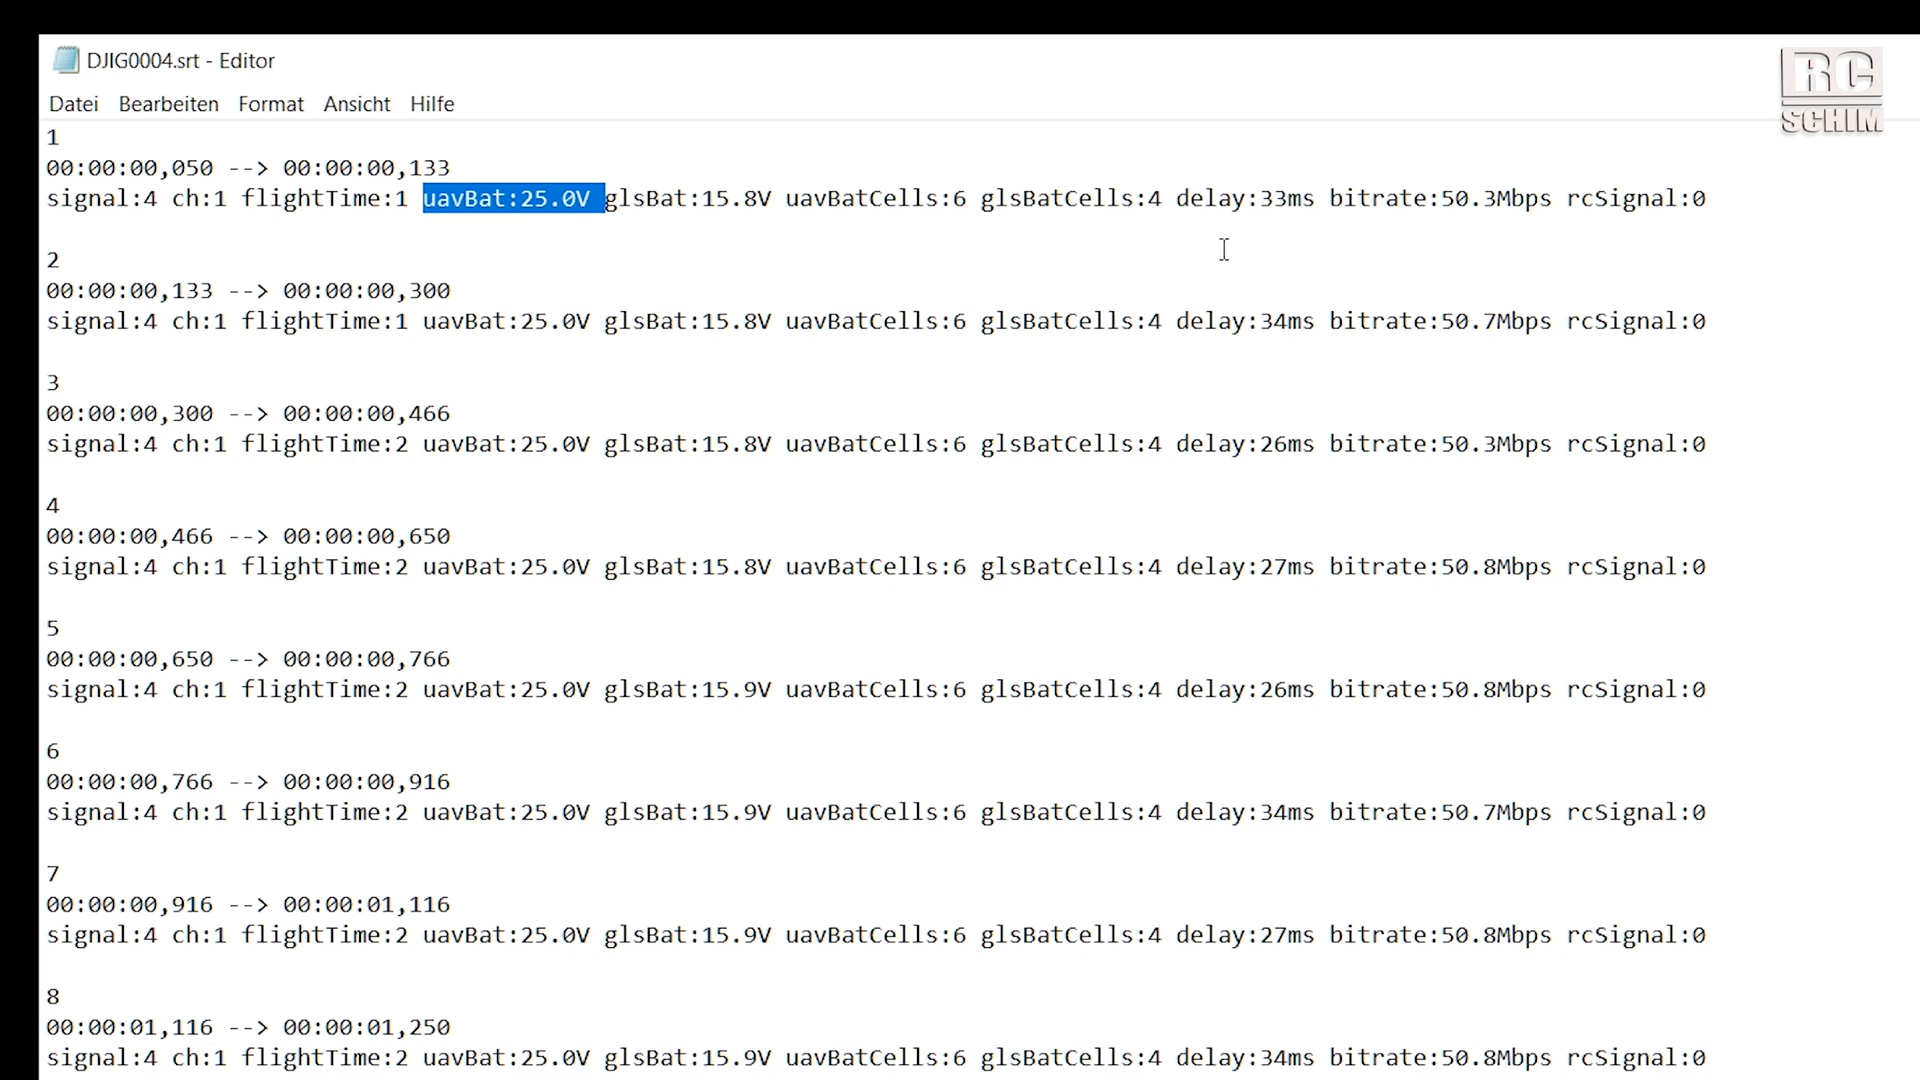 DJIG0004.srt - Editor
RC
SCHIM
Datei Bearbeiten Format Ansicht Hilfe
1
00:00:00,050 --> 00:00:00,133
signal:4 ch:1 flightTime:1 uavBat:25.0V glsBat:15.8V uavBatCells:6 glsBatCells:4 delay:33ms bitrate:50.3Mbps rcSignal:0
2
00:00:00,133 --> 00:00:00,300
signal:4 ch:1 flightTime:1 uavBat:25.0V glsBat:15.8V uavBatCells:6 glsBatCells:4 delay:34ms bitrate:50.7Mbps rcSignal:0
3
00:00:00,300 --> 00:00:00,466
signal:4 ch:1 flightTime:2 uavBat:25.0V glsBat:15.8V uavBatCells:6 glsBatCells:4 delay:26ms bitrate:50.3Mbps rcSignal:0
4
00:00:00,466 --> 00:00:00,650
signal:4 ch:1 flightTime:2 uavBat:25.0V glsBat:15.8V uavBatCells:6 glsBatCells:4 delay:27ms bitrate:50.8Mbps rcSignal:0
5
00:00:00,650 --> 00:00:00,766
signal:4 ch:1 flightTime:2 uavBat:25.0V glsBat:15.9V uavBatCells:6 glsBatCells:4 delay:26ms bitrate:50.8Mbps rcSignal:0
6
00:00:00,766 --> 00:00:00,916
signal:4 ch:1 flightTime:2 uavBat:25.0V glsBat:15.9V uavBatCells:6 glsBatCells:4 delay:34ms bitrate:50.7Mbps rcSignal:0
7
00:00:00,916 --> 00:00:01,116
signal:4 ch:1 flightTime:2 uavBat:25.0V glsBat:15.9V uavBatCells:6 glsBatCells:4 delay:27ms bitrate:50.8Mbps rcSignal:0
8
00:00:01,116 --> 00:00:01,250
signal:4 ch:1 flightTime:2 uavBat:25.0V glsBat:15.9V uavBatCells:6 glsBatCells:4 delay:34ms bitrate:50.8Mbps rcSignal:0